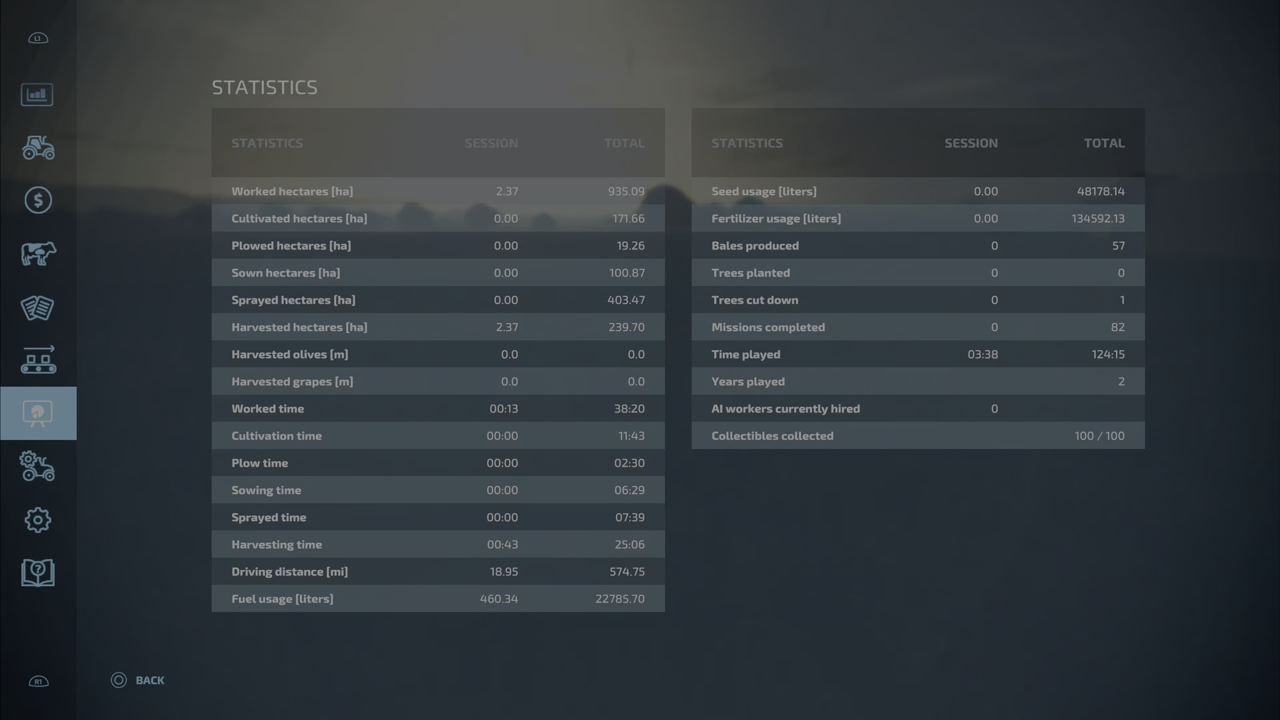 L1
STATISTICS
STATISTICS SESSION TOTAL
Worked hectares [ha] 2.37 935.09
Cultivated hectares [ha] 0.00 171.66
Plowed hectares [ha] 0.00 19.26
Sown hectares [ha] 0.00 100.87
Sprayed hectares [ha] 0.00 403.47
Harvested hectares [ha] 2.37 239.70
Harvested olives [m] 0.0 0.0
Harvested grapes [m] 0.0 0.0
Worked time 00:13 38:20
Cultivation time 00:00 11:43
Plow time 00:00 02:30
Sowing time 00:00 06:29
Sprayed time 00:00 07:39
Harvesting time 00:43 25:06
Driving distance [mi] 18.95 574.75
Fuel usage [liters] 460.34 22785.70
STATISTICS SESSION TOTAL
Seed usage [liters] 0.00 48178.14
Fertilizer usage [liters] 0.00 134592.13
Bales produced 0 57
Trees planted 0 0
Trees cut down 0 1
Missions completed 0 82
Time played 03:38 124:15
Years played 2
AI workers currently hired 0
Collectibles collected 100 / 100
R1
BACK